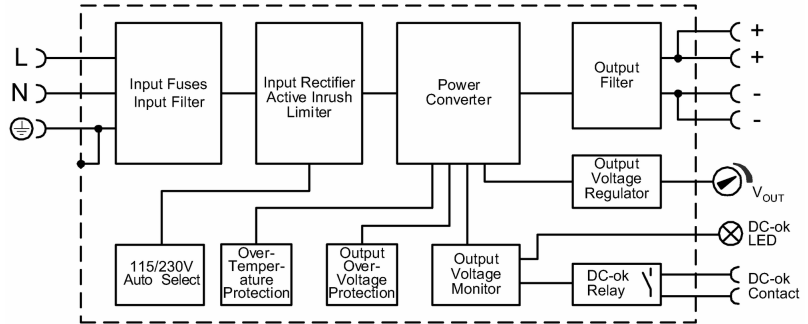 L
N
Input Fuses
Input Filter
Input Rectifier
Active Inrush
Limiter
Power
Converter
Output
Filter
+
+
-
-
Output
Voltage
Regulator
VOUT
115/230V
Auto Select
Over-
Temper-
ature
Protection
Output
Over-
Voltage
Protection
Output
Voltage
Monitor
DC-ok
Relay
DC-ok
LED
DC-ok
Contact